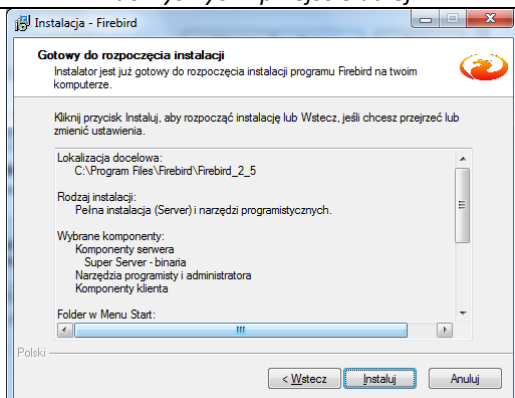 Instalacja - Firebird
Gotowy do rozpoczęcia instalacji
Instalator jest już gotowy do rozpoczęcia instalacji programu Firebird na twoim
komputerze.
Kliknij przycisk Instaluj, aby rozpocząć instalację lub Wstecz, jeśli chcesz przejrzeć lub
zmienić ustawienia.
Lokalizacja docelowa:
C:\Program Files\Firebird\Firebird_2_5
Rodzaj instalacji:
Pełna instalacja (Server) i narzędzi programistycznych.
Wybrane komponenty:
Komponenty serwera
Super Server - binaria
Narzędzia programisty i administratora
Komponenty klienta
Folder w Menu Start:
Polski
< Wstecz
Instaluj
Anuluj